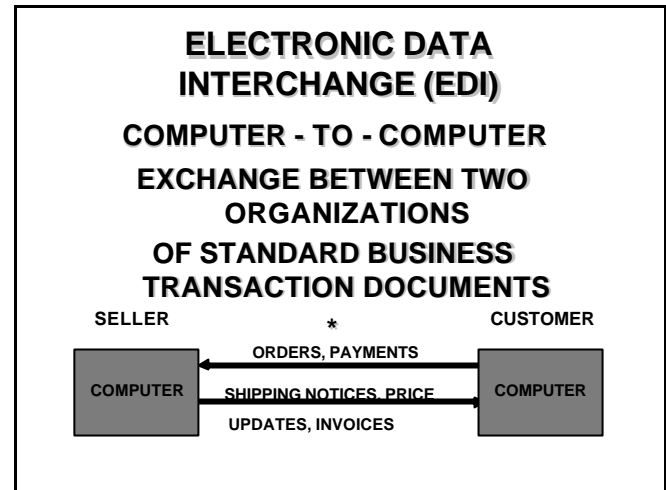 ELECTRONIC DATA
INTERCHANGE (EDI)
COMPUTER - TO - COMPUTER
EXCHANGE BETWEEN TWO
ORGANIZATIONS
OF STANDARD BUSINESS
TRANSACTION DOCUMENTS
SELLER * CUSTOMER
ORDERS, PAYMENTS
COMPUTER SHIPPING NOTICES, PRICE COMPUTER
UPDATES, INVOICES